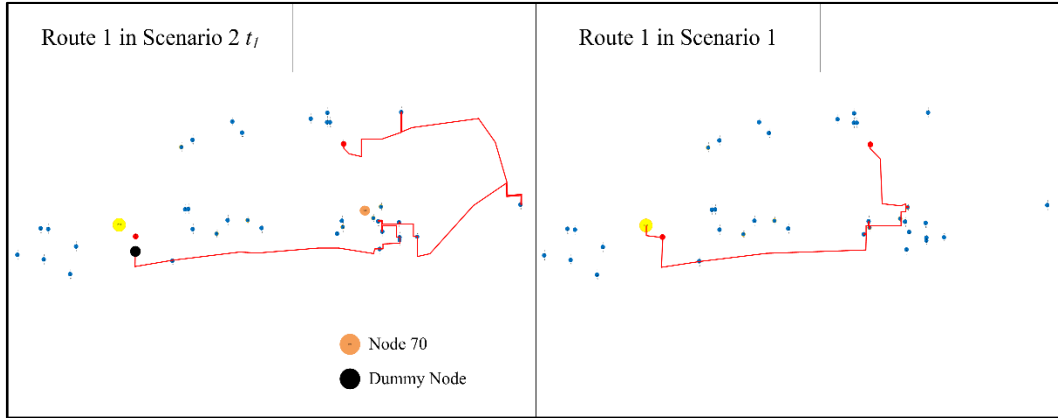 Route 1 in Scenario 2 t₁
Route 1 in Scenario 1
Node 70
Dummy Node